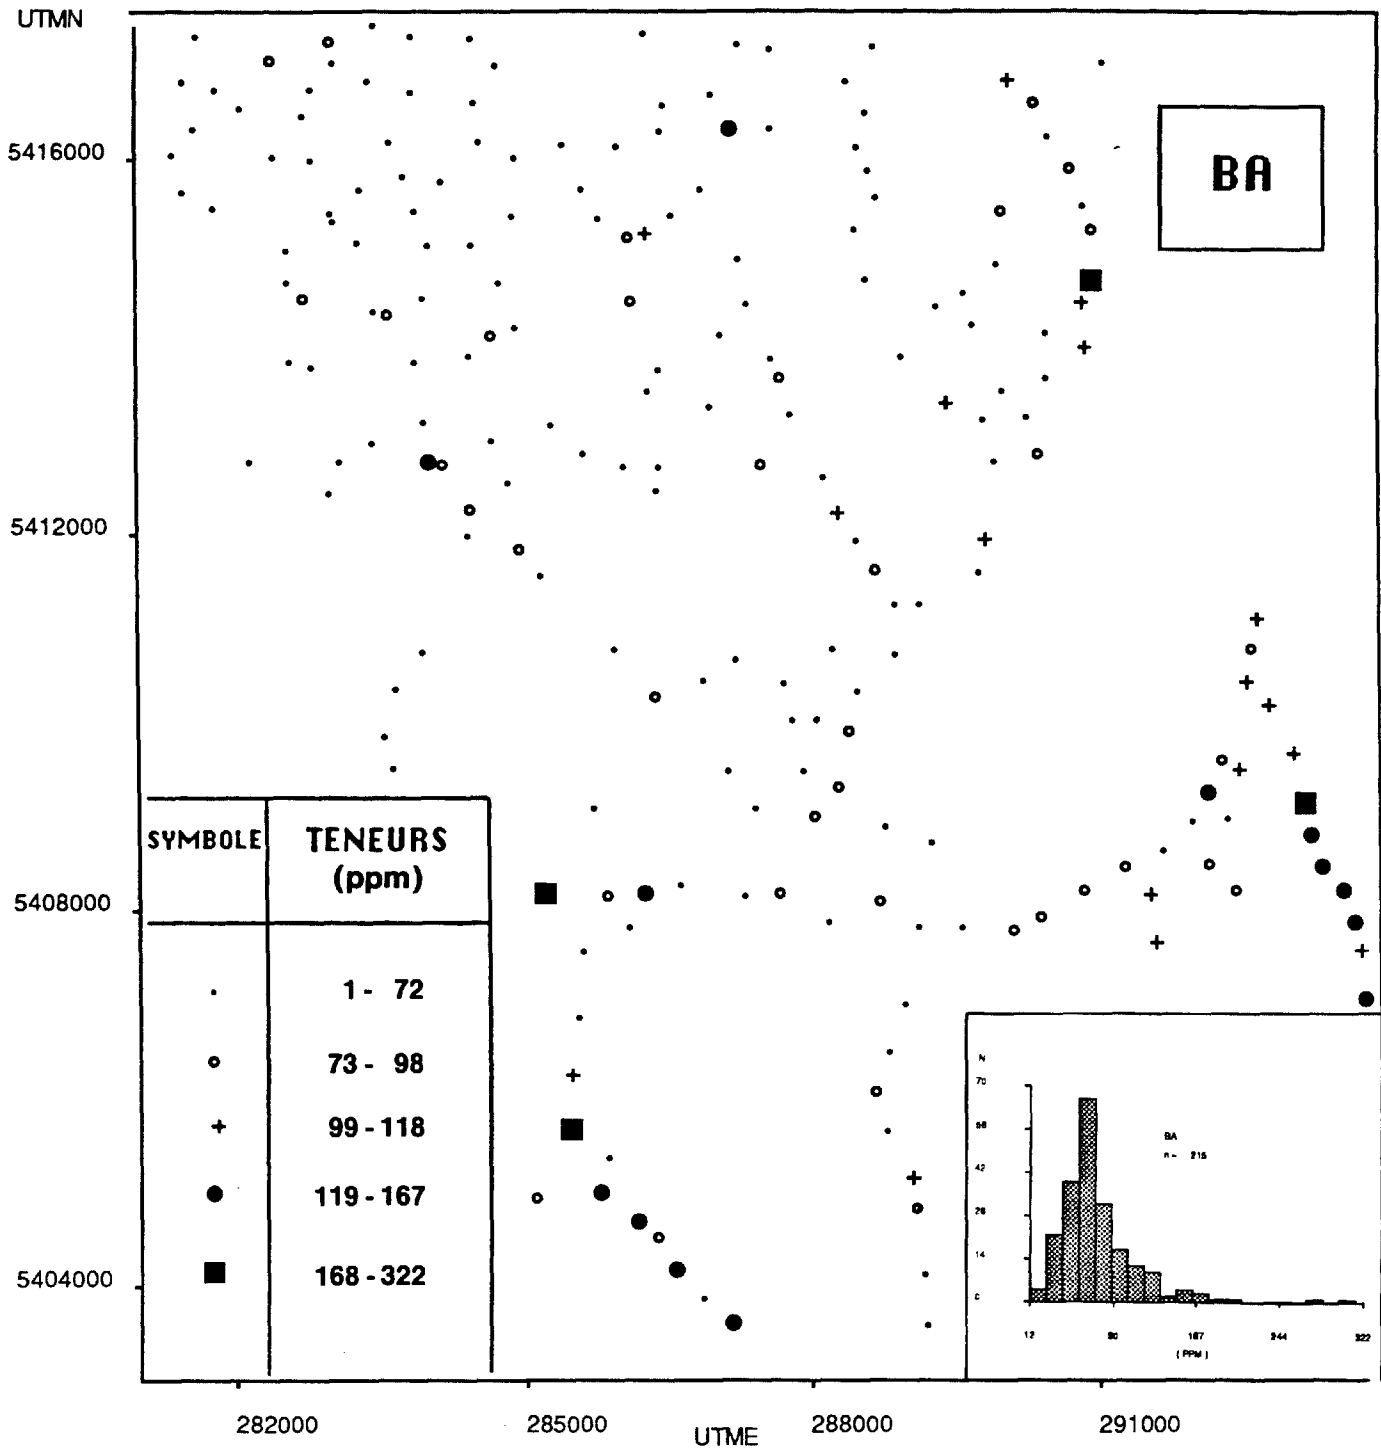 UTMN
5416000
BA
5412000
SYMBOLE TENEURS
(ppm)
5408000
1 - 72
73 - 98
99 - 118
119 - 167
168 - 322
5404000
N
70
56
42
28
14
0
BA
n = 215
12 90 167 244 322
( PPM )
282000 285000 288000 291000
UTME